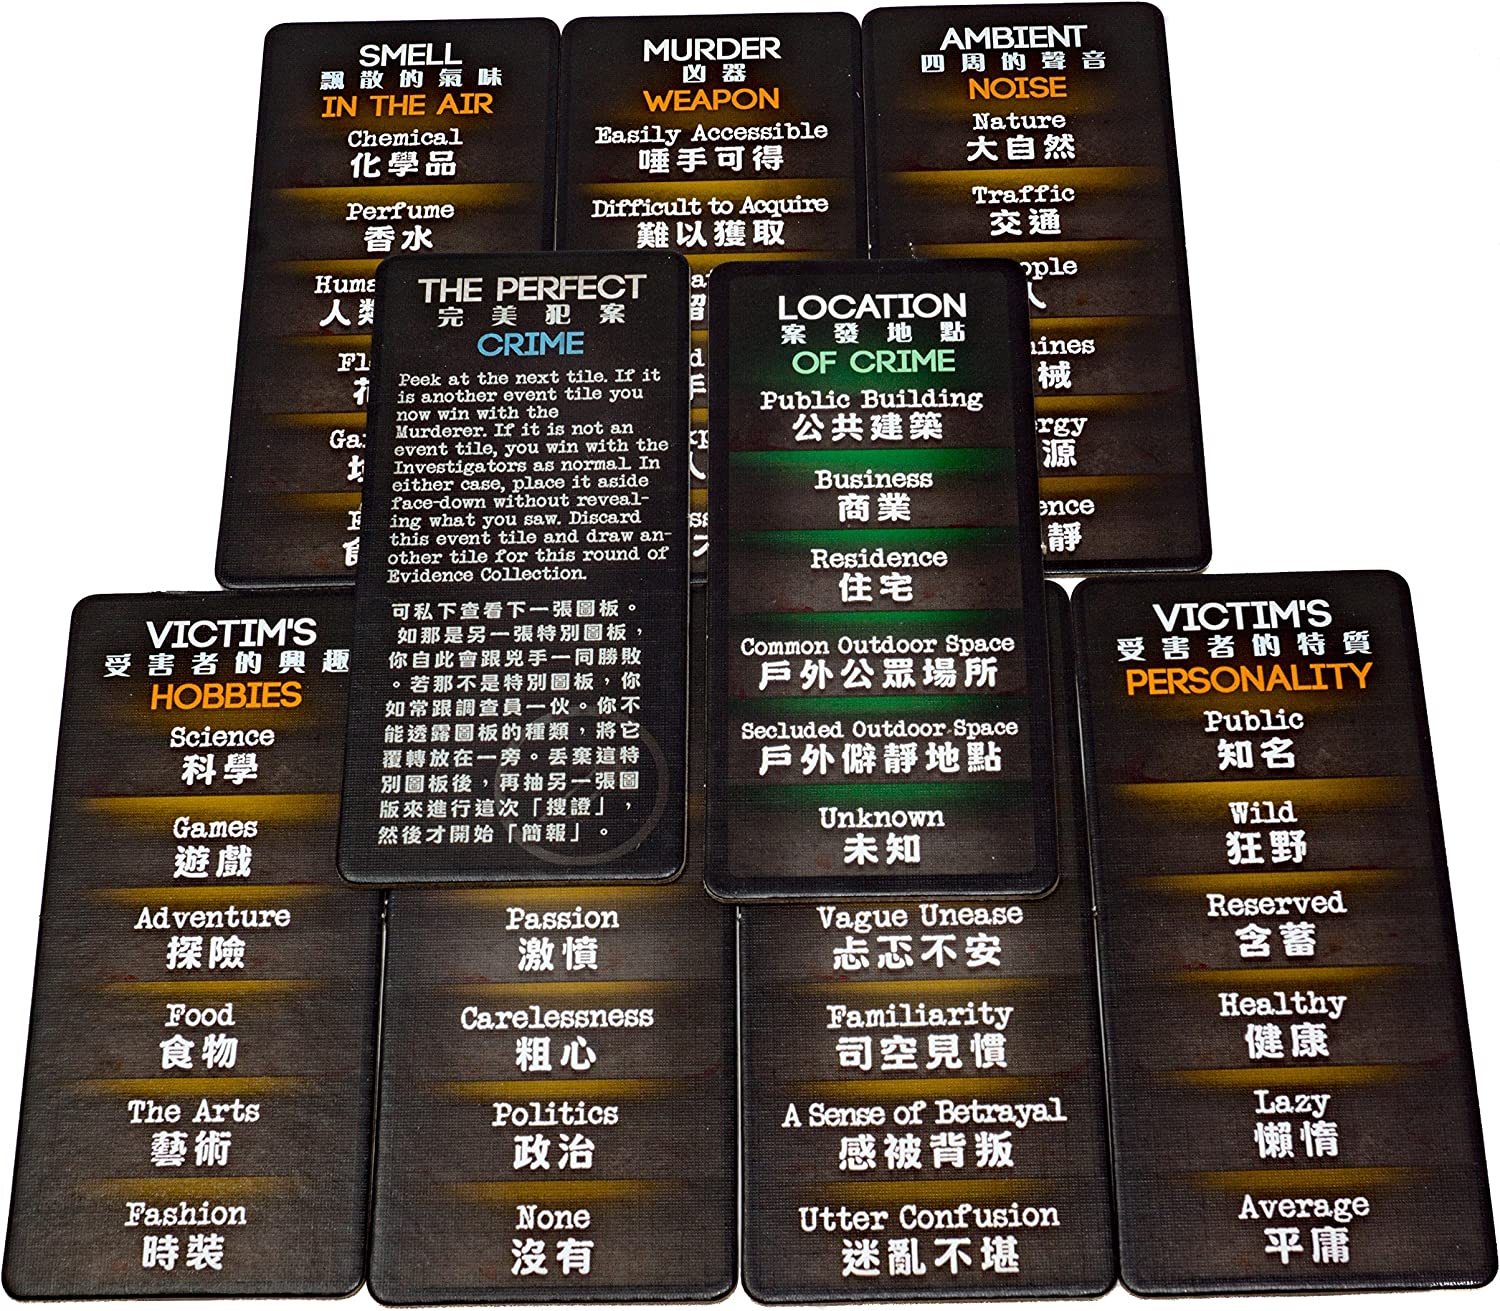 SMELL
飄散的氣味
IN THE AIR
Chemical
化學品
Perfume
香水
人類
MURDER
凶器
WEAPON
Easily Accessible
唾手可得
Difficult to Acquire
難以獲取
AMBIENT
四周的聲音
NOISE
Nature
大自然
Traffic
交通
人
械
源
靜
THE PERFECT
完美犯案
CRIME
Peek at the next tile. If it
is another event tile you
now win with the
Murderer. If it is not an
event tile, you win with the
Investigators as normal. In
either case, place it aside
face-down without reveal-
ing what you saw. Discard
this event tile and draw an-
other tile for this round of
Evidence Collection.
可私下查看下一張圖板。
如那是另一張特別圖板，
你自此會跟兇手一同勝敗
。若那不是特別圖板，你
如常跟調查員一伙。你不
能透露圖板的種類，將它
覆轉放在一旁。丟棄這特
別圖板後，再抽另一張圖
版來進行這次「搜證」，
然後才開始「簡報」。
LOCATION
案發地點
OF CRIME
Public Building
公共建築
Business
商業
Residence
住宅
Common Outdoor Space
戶外公眾場所
Secluded Outdoor Space
戶外僻靜地點
Unknown
未知
VICTIM'S
受害者的興趣
HOBBIES
Science
科學
Games
遊戲
Adventure
探險
Food
食物
The Arts
藝術
Fashion
時裝
Passion
激憤
Carelessness
粗心
Politics
政治
None
沒有
Vague Unease
忐忑不安
Familiarity
司空見慣
A Sense of Betrayal
感被背叛
Utter Confusion
迷亂不堪
VICTIM'S
受害者的特質
PERSONALITY
Public
知名
Wild
狂野
Reserved
含蓄
Healthy
健康
Lazy
懶惰
Average
平庸